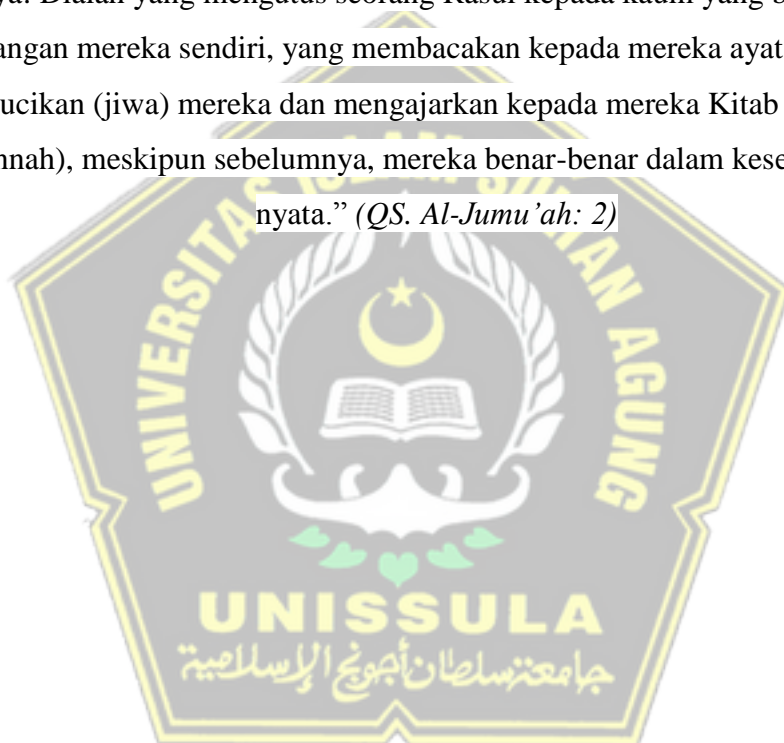 ya: Dialah yang mengutus seorang Rasul kepada kaum yang b
angan mereka sendiri, yang membacakan kepada mereka ayat
ucikan (jiwa) mereka dan mengajarkan kepada mereka Kitab
nnah), meskipun sebelumnya, mereka benar-benar dalam kese
nyata.” (QS. Al-Jumu’ah: 2)
UNIVERSITAS ISLAM SULTAN AGUNG
UNISSULA
جامعة سلطان أجونج الإسلامية